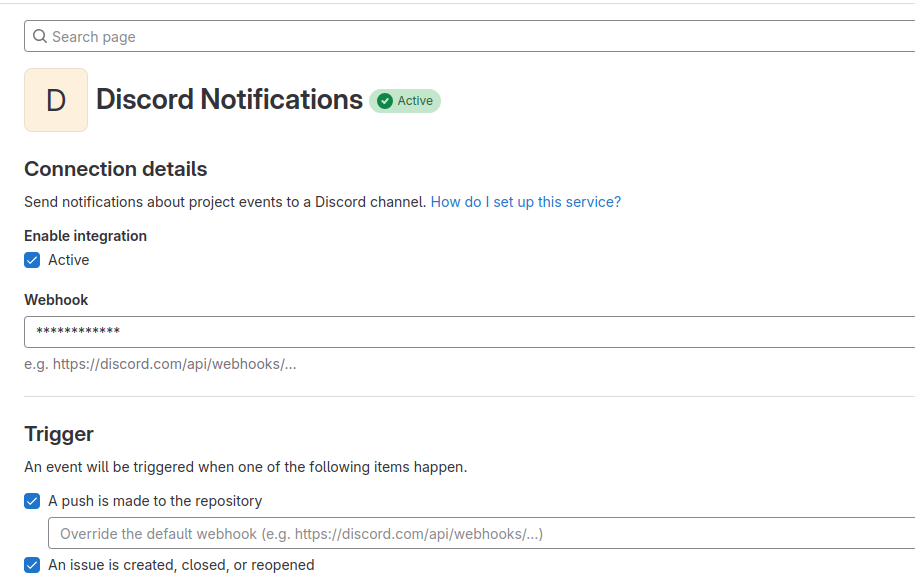 Search page
D
Discord Notifications Active
Connection details
Send notifications about project events to a Discord channel. How do I set up this service?
Enable integration
Active
Webhook
************
e.g. https://discord.com/api/webhooks/...
Trigger
An event will be triggered when one of the following items happen.
A push is made to the repository
Override the default webhook (e.g. https://discord.com/api/webhooks/...)
An issue is created, closed, or reopened